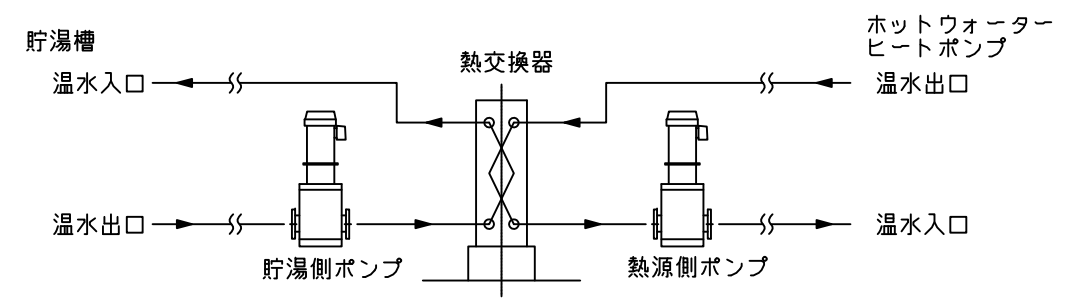 貯湯槽
温水入口
温水出口
貯湯側ポンプ
熱交換器
熱源側ポンプ
ホットウォーター
ヒートポンプ
温水出口
温水入口